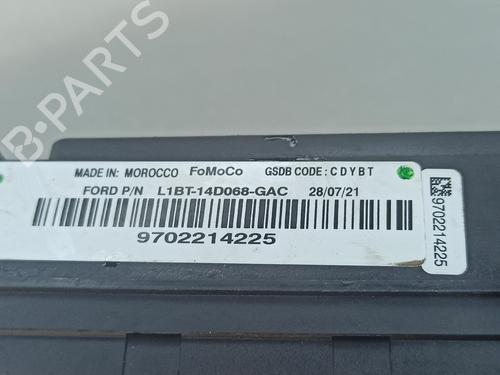 B PARTS
MADE IN: MOROCCO FoMoCo GSDB CODE: CDYBT
FORD P/N L1BT-14D068-GAC 28/07/21
9702214225
9702214225